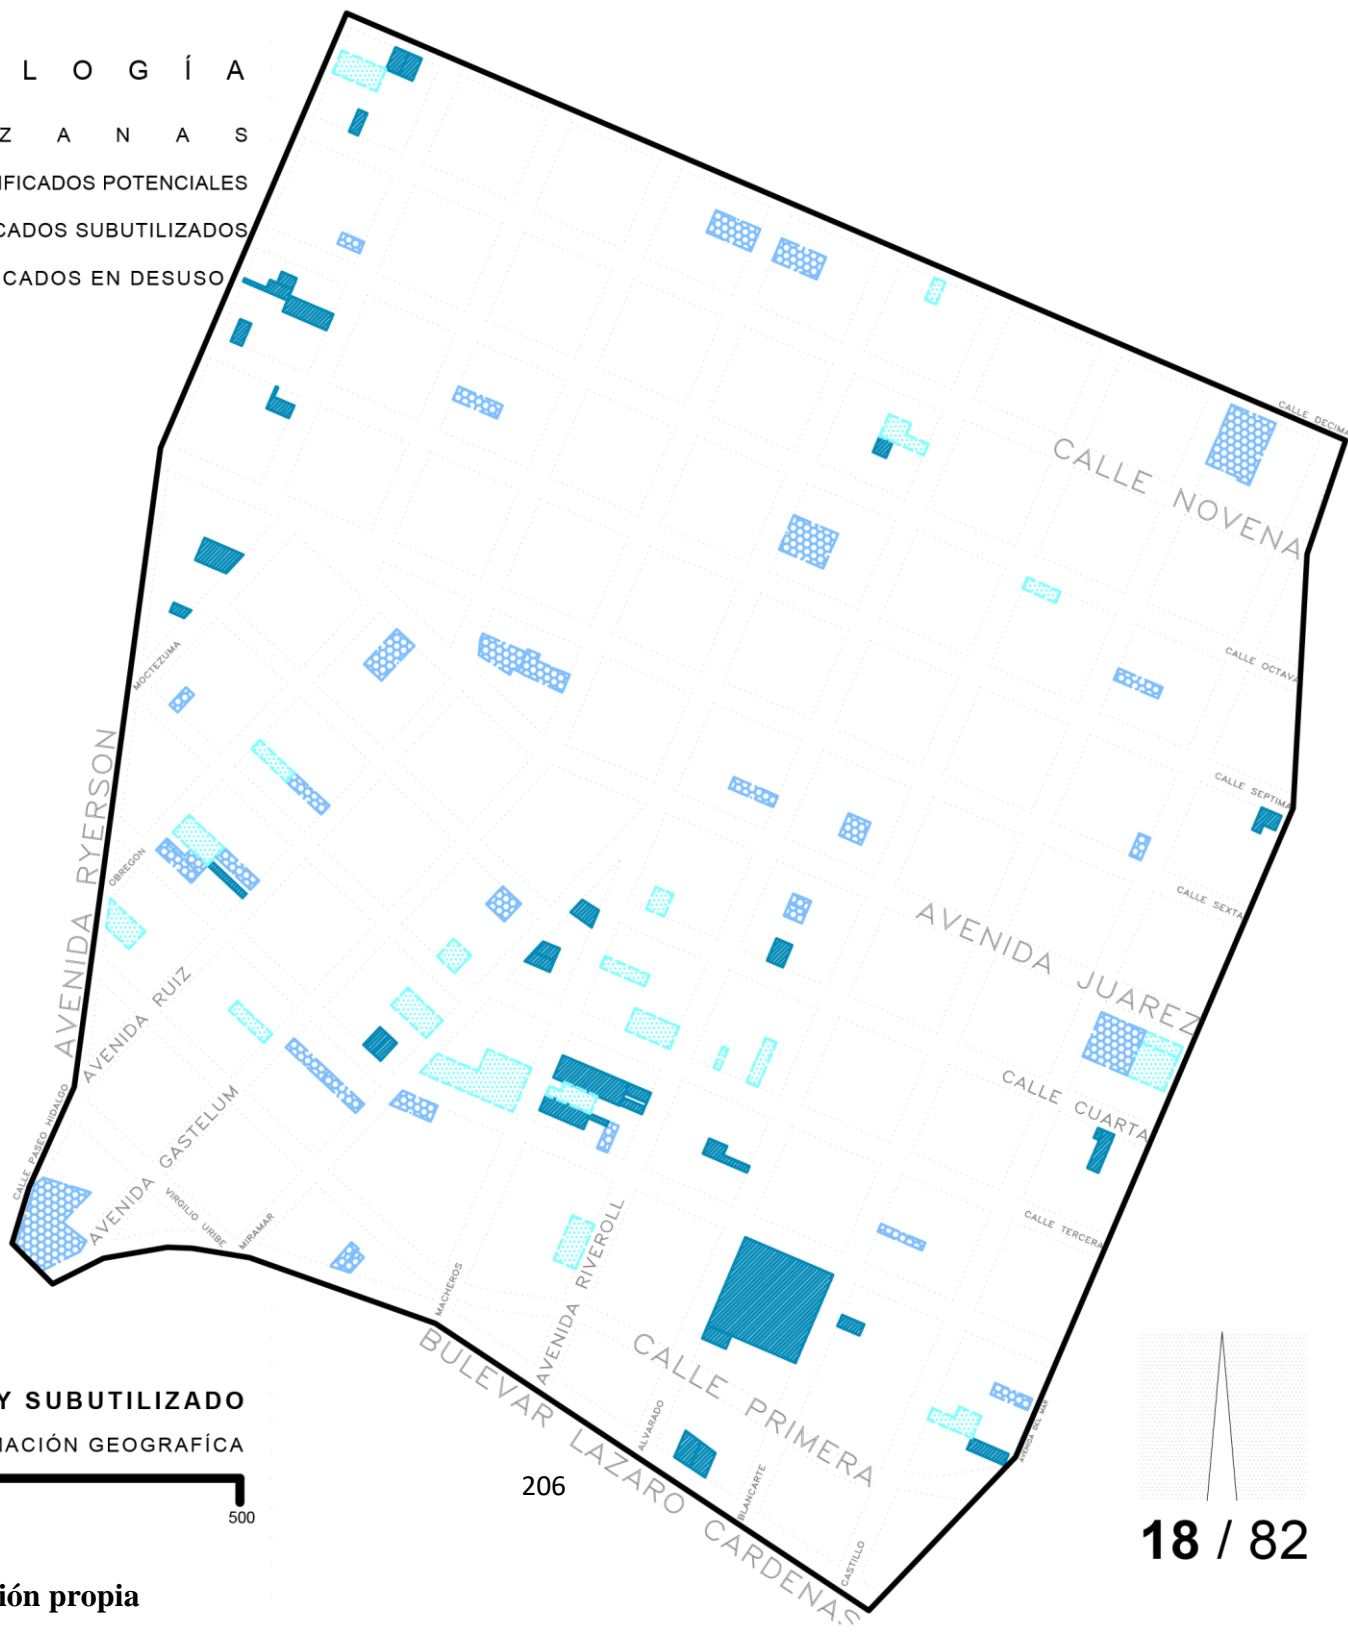 L O G Í A
Z A N A S
IFICADOS POTENCIALES
CADOS SUBUTILIZADOS
CADOS EN DESUSO
CALLE DECIMA
CALLE NOVENA
CALLE OCTAVA
MOCTEZUMA
AVENIDA RYERSON
CALLE SEPTIMA
OBREGON
CALLE SEXTA
AVENIDA JUAREZ
AVENIDA RUIZ
CALLE CUARTA
CALLE PASEO HIDALGO
AVENIDA GASTELUM
VIRGILIO URIBE
MIRAMAR
CALLE TERCERA
MACHEROS
AVENIDA RIVEROLL
BULEVAR LAZARO CARDENAS
CALLE PRIMERA
ALVARADO
BLANCARTE
CASTILLO
AVENIDA DEL MAR
Y SUBUTILIZADO
MACIÓN GEOGRAFÍCA
500
206
18 / 82
ión propia